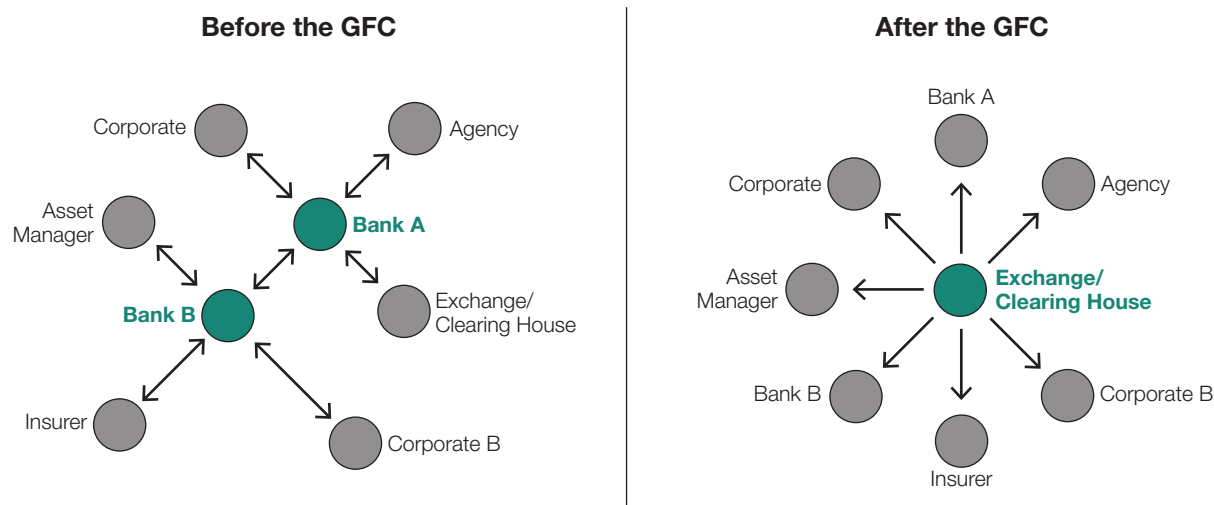 Before the GFC
Corporate
Agency
Asset
Manager
Bank A
Bank B
Exchange/
Clearing House
Insurer
Corporate B
After the GFC
Bank A
Corporate
Agency
Asset
Manager
Exchange/
Clearing House
Bank B
Corporate B
Insurer